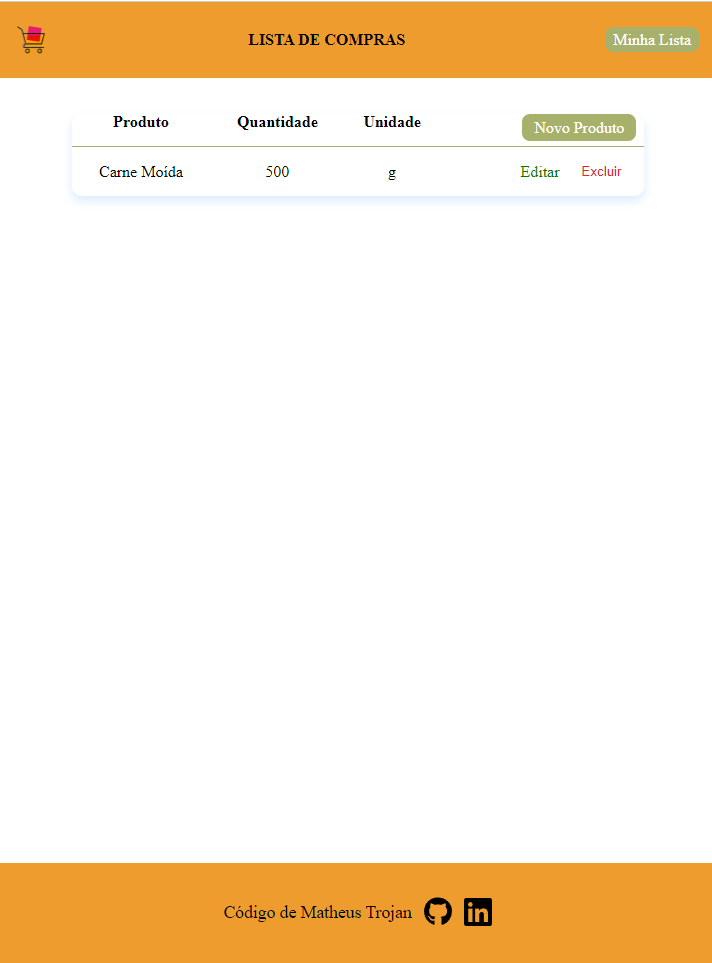 LISTA DE COMPRAS Minha Lista
Produto Quantidade Unidade Novo Produto
Carne Moída 500 g Editar Excluir
Código de Matheus Trojan in